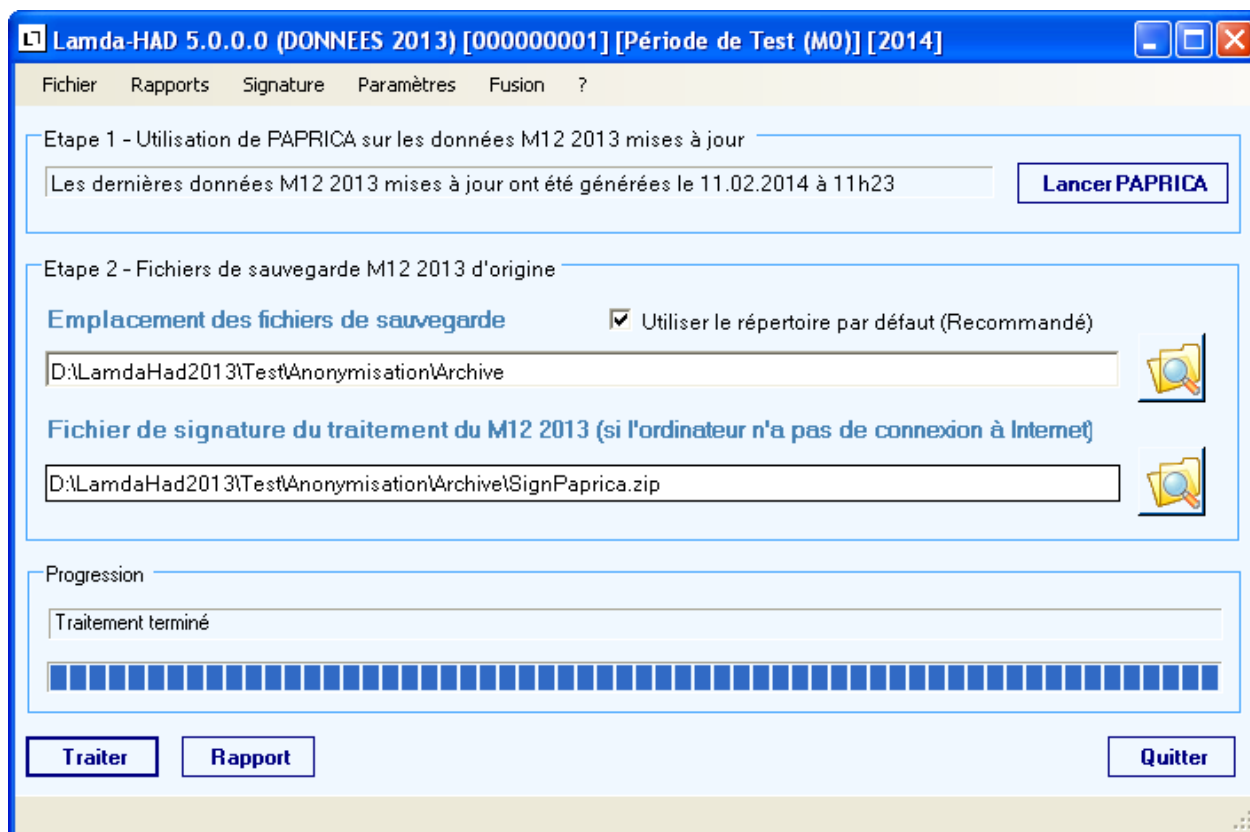 Lamda-HAD 5.0.0.0 (DONNEES 2013) [000000001] [Période de Test (M0)] [2014]
Fichier Rapports Signature Paramètres Fusion ?
Etape 1 - Utilisation de PAPRICA sur les données M12 2013 mises à jour
Les dernières données M12 2013 mises à jour ont été générées le 11.02.2014 à 11h23
Lancer PAPRICA
Etape 2 - Fichiers de sauvegarde M12 2013 d'origine
Emplacement des fichiers de sauvegarde
Utiliser le répertoire par défaut (Recommandé)
D:\LamdaHad2013\Test\Anonymisation\Archive
Fichier de signature du traitement du M12 2013 (si l'ordinateur n'a pas de connexion à Internet)
D:\LamdaHad2013\Test\Anonymisation\Archive\SignPaprica.zip
Progression
Traitement terminé
Traiter
Rapport
Quitter